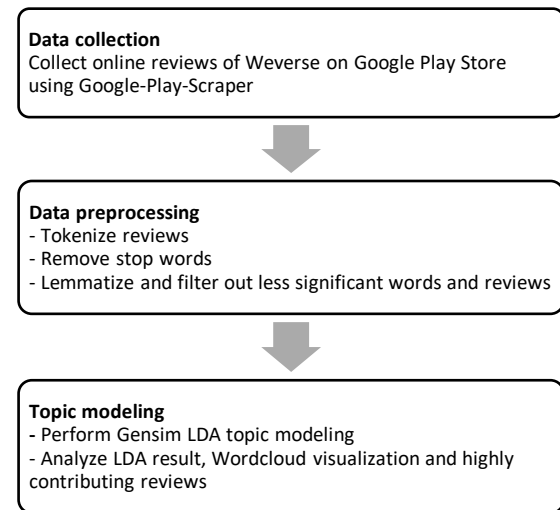 Data collection
Collect online reviews of Weverse on Google Play Store
using Google-Play-Scraper
Data preprocessing
- Tokenize reviews
- Remove stop words
- Lemmatize and filter out less significant words and reviews
Topic modeling
- Perform Gensim LDA topic modeling
- Analyze LDA result, Wordcloud visualization and highly
contributing reviews